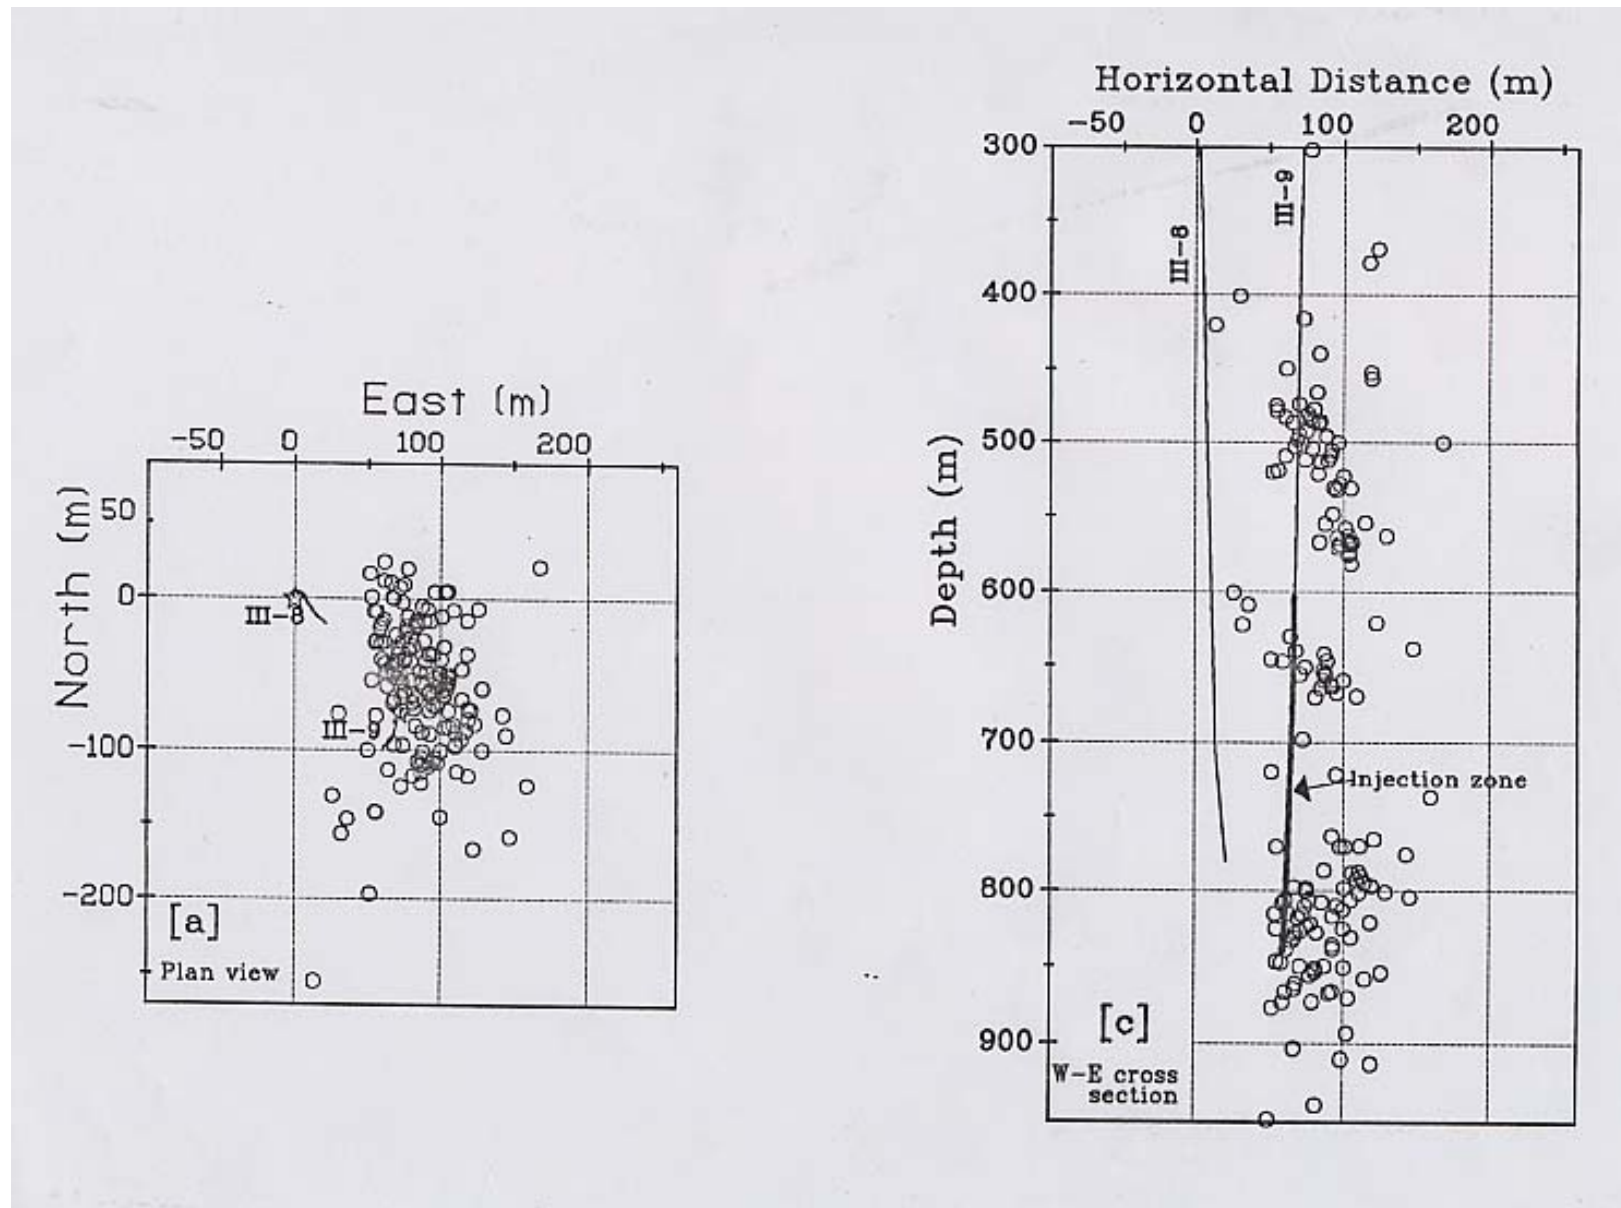 East (m)
-50 0 100 200
North (m)
50
0
-100
-200
III-8
III-9
[a]
Plan view
Horizontal Distance (m)
-50 0 100 200
Depth (m)
300
400
500
600
700
800
900
III-8
III-9
Injection zone
[c]
W-E cross
section